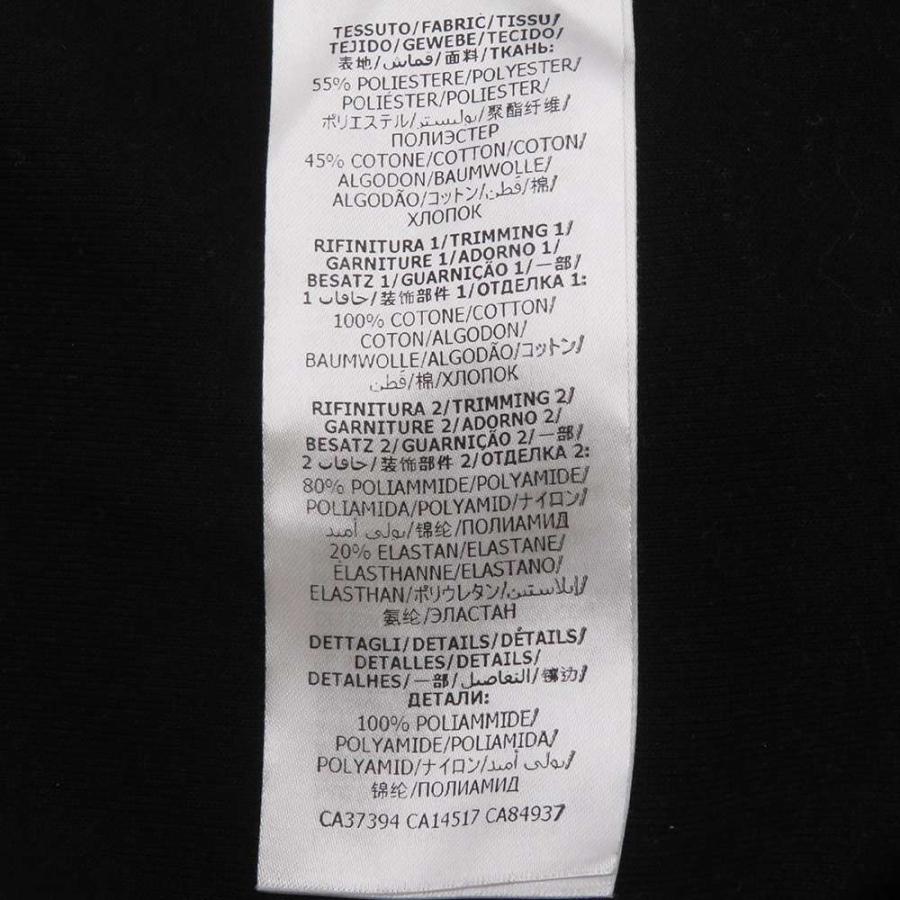 TESSUTO/FABRIC/TISSU/
TEJIDO/GEWEBE/TECIDO/
表地/قماش/面料/ТКАНЬ:
55% POLIESTERE/POLYESTER/
POLIÉSTER/POLIESTER/
ポリエステル/بوليستر/聚酯纤维/
ПОЛИЭСТЕР
45% COTONE/COTTON/COTON/
ALGODON/BAUMWOLLE/
ALGODÃO/コットン/قطن/棉/
ХЛОПОК
RIFINITURA 1/TRIMMING 1/
GARNITURE 1/ADORNO 1/
BESATZ 1/GUARNIÇÃO 1/一部/
حافات 1/装饰部件 1/ОТДЕЛКА 1:
100% COTONE/COTTON/
COTON/ALGODON/
BAUMWOLLE/ALGODÃO/コットン/
قطن/棉/ХЛОПОК
RIFINITURA 2/TRIMMING 2/
GARNITURE 2/ADORNO 2/
BESATZ 2/GUARNIÇÃO 2/一部/
حافات 2/装饰部件 2/ОТДЕЛКА 2:
80% POLIAMMIDE/POLYAMIDE/
POLIAMIDA/POLYAMID/ナイロン/
بولي أميد/锦纶/ПОЛИАМИД
20% ELASTAN/ELASTANE/
ÉLASTHANNE/ELASTANO/
ELASTHAN/ポリウレタン/إيلاستين/
氨纶/ЭЛАСТАН
DETTAGLI/DETAILS/DÉTAILS/
DETALLES/DETAILS/
DETALHES/一部/التفاصيل/镶边/
ДЕТАЛИ:
100% POLIAMMIDE/
POLYAMIDE/POLIAMIDA/
POLYAMID/ナイロン/بولي أميد/
锦纶/ПОЛИАМИД
CA37394 CA14517 CA84937